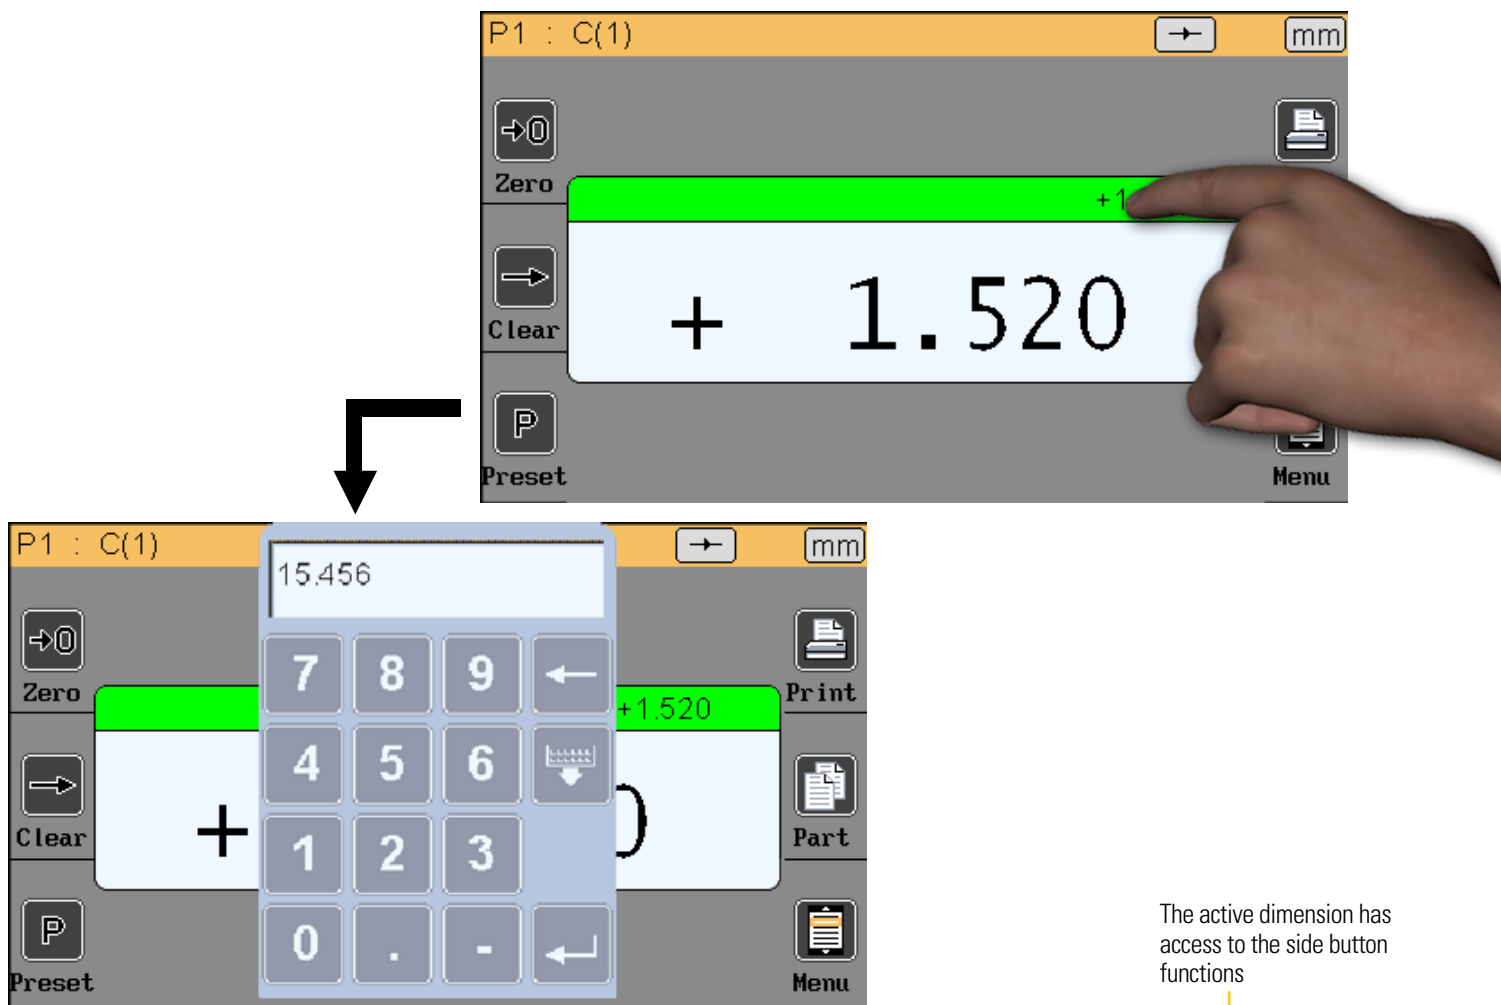 P1 : C(1)
mm
Zero
+1
Clear
+ 1.520
P
Preset
Menu
P1 : C(1)
mm
15.456
7 8 9
Zero
Print
+1.520
4 5 6
Clear
+
0
Part
1 2 3
P
0 . -
Preset
Menu
The active dimension has
access to the side button
functions